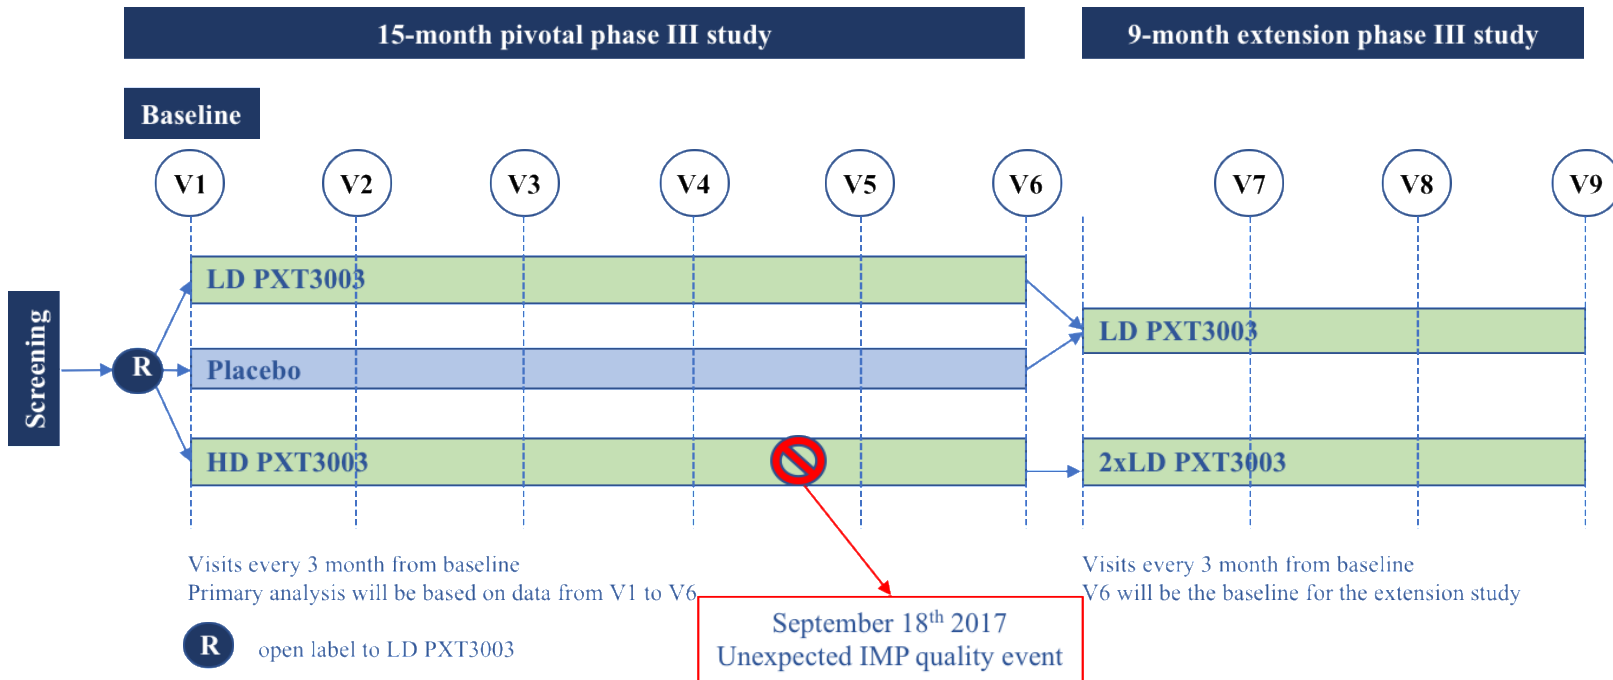 15-month pivotal phase III study
9-month extension phase III study
Baseline
V1 V2 V3 V4 V5 V6 V7 V8 V9
LD PXT3003
LD PXT3003
Screening
R
Placebo
HD PXT3003
2xLD PXT3003
Visits every 3 month from baseline
Primary analysis will be based on data from V1 to V6
Visits every 3 month from baseline
V6 will be the baseline for the extension study
R open label to LD PXT3003
September 18th 2017
Unexpected IMP quality event